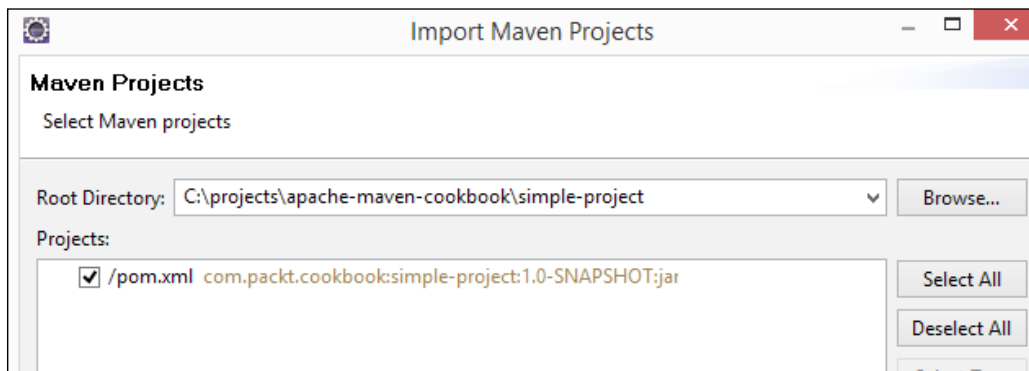 Import Maven Projects
Maven Projects
Select Maven projects
Root Directory: C:\projects\apache-maven-cookbook\simple-project Browse...
Projects:
/pom.xml com.packt.cookbook:simple-project:1.0-SNAPSHOT:jar
Select All
Deselect All